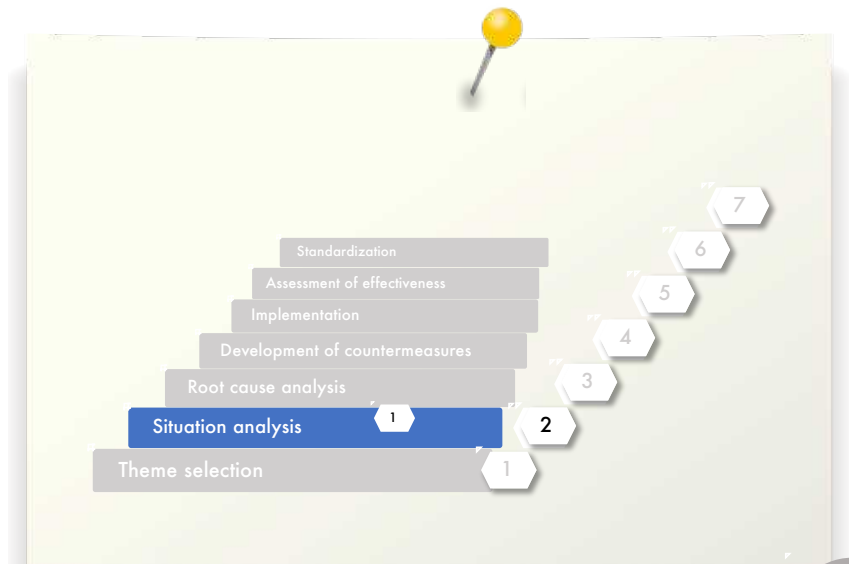 7
Standardization 6
Assessment of effectiveness 5
Implementation 4
Development of countermeasures
Root cause analysis 3
Situation analysis 1 2
Theme selection 1